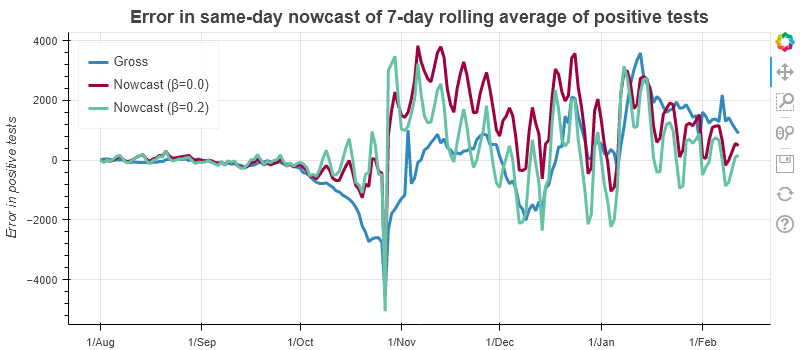 Error in same-day nowcast of 7-day rolling average of positive tests
Gross
Nowcast (β=0.0)
Nowcast (β=0.2)
Error in positive tests
4000
2000
0
−2000
−4000
1/Aug
1/Sep
1/Oct
1/Nov
1/Dec
1/Jan
1/Feb